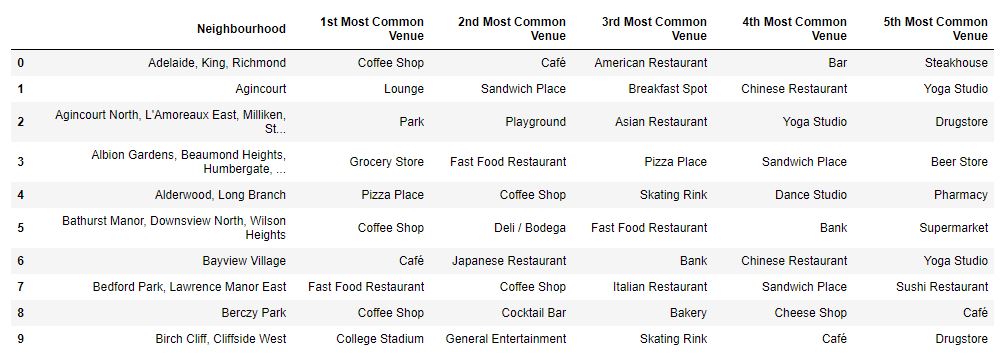 Neighbourhood 1st Most Common Venue 2nd Most Common Venue 3rd Most Common Venue 4th Most Common Venue 5th Most Common Venue
0 Adelaide, King, Richmond Coffee Shop Café American Restaurant Bar Steakhouse
1 Agincourt Lounge Sandwich Place Breakfast Spot Chinese Restaurant Yoga Studio
2 Agincourt North, L'Amoreaux East, Milliken, St... Park Playground Asian Restaurant Yoga Studio Drugstore
3 Albion Gardens, Beaumond Heights, Humbergate, ... Grocery Store Fast Food Restaurant Pizza Place Sandwich Place Beer Store
4 Alderwood, Long Branch Pizza Place Coffee Shop Skating Rink Dance Studio Pharmacy
5 Bathurst Manor, Downsview North, Wilson Heights Coffee Shop Deli / Bodega Fast Food Restaurant Bank Supermarket
6 Bayview Village Café Japanese Restaurant Bank Chinese Restaurant Yoga Studio
7 Bedford Park, Lawrence Manor East Fast Food Restaurant Coffee Shop Italian Restaurant Sandwich Place Sushi Restaurant
8 Berczy Park Coffee Shop Cocktail Bar Bakery Cheese Shop Café
9 Birch Cliff, Cliffside West College Stadium General Entertainment Skating Rink Café Drugstore